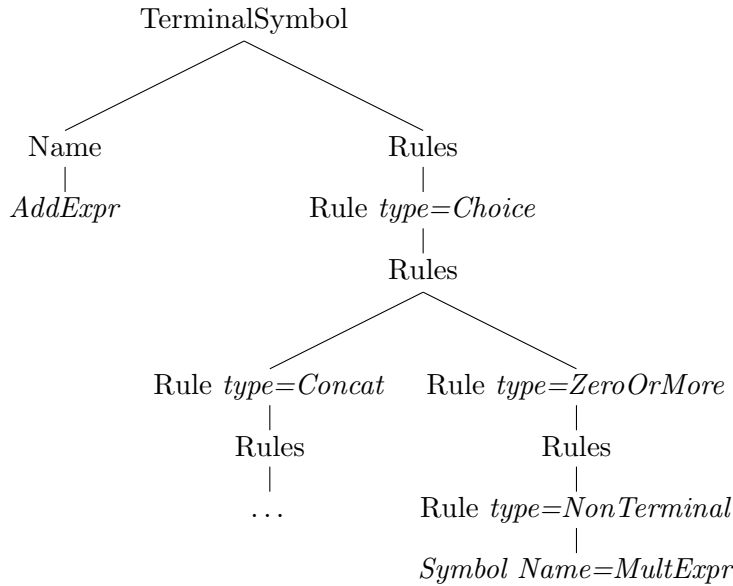 TerminalSymbol
Name Rules
AddExpr Rule type=Choice
Rules
Rule type=Concat Rule type=ZeroOrMore
Rules Rules
... Rule type=NonTerminal
Symbol Name=MultExpr